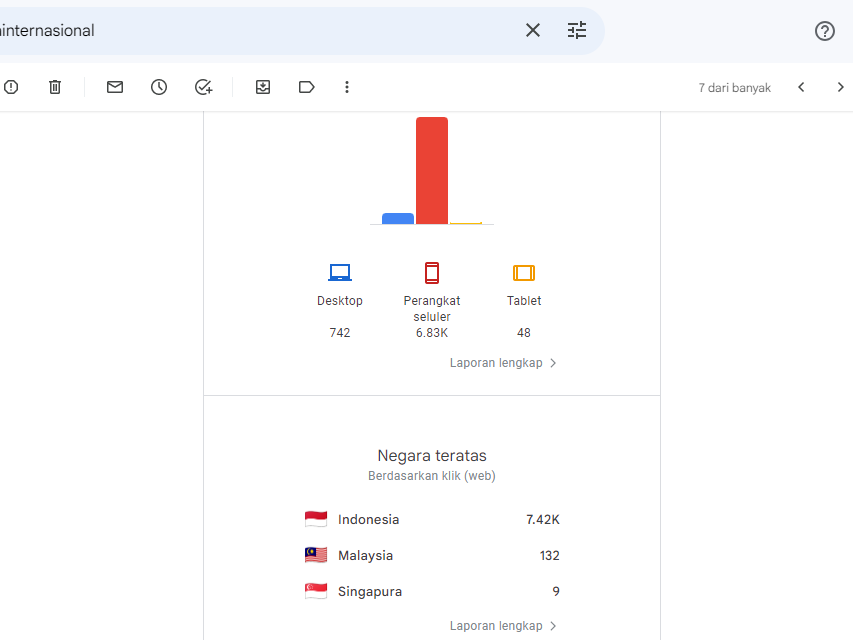 internasional
7 dari banyak
Desktop
Perangkat
seluler
Tablet
742
6.83K
48
Laporan lengkap
Negara teratas
Berdasarkan klik (web)
Indonesia 7.42K
Malaysia 132
Singapura 9
Laporan lengkap